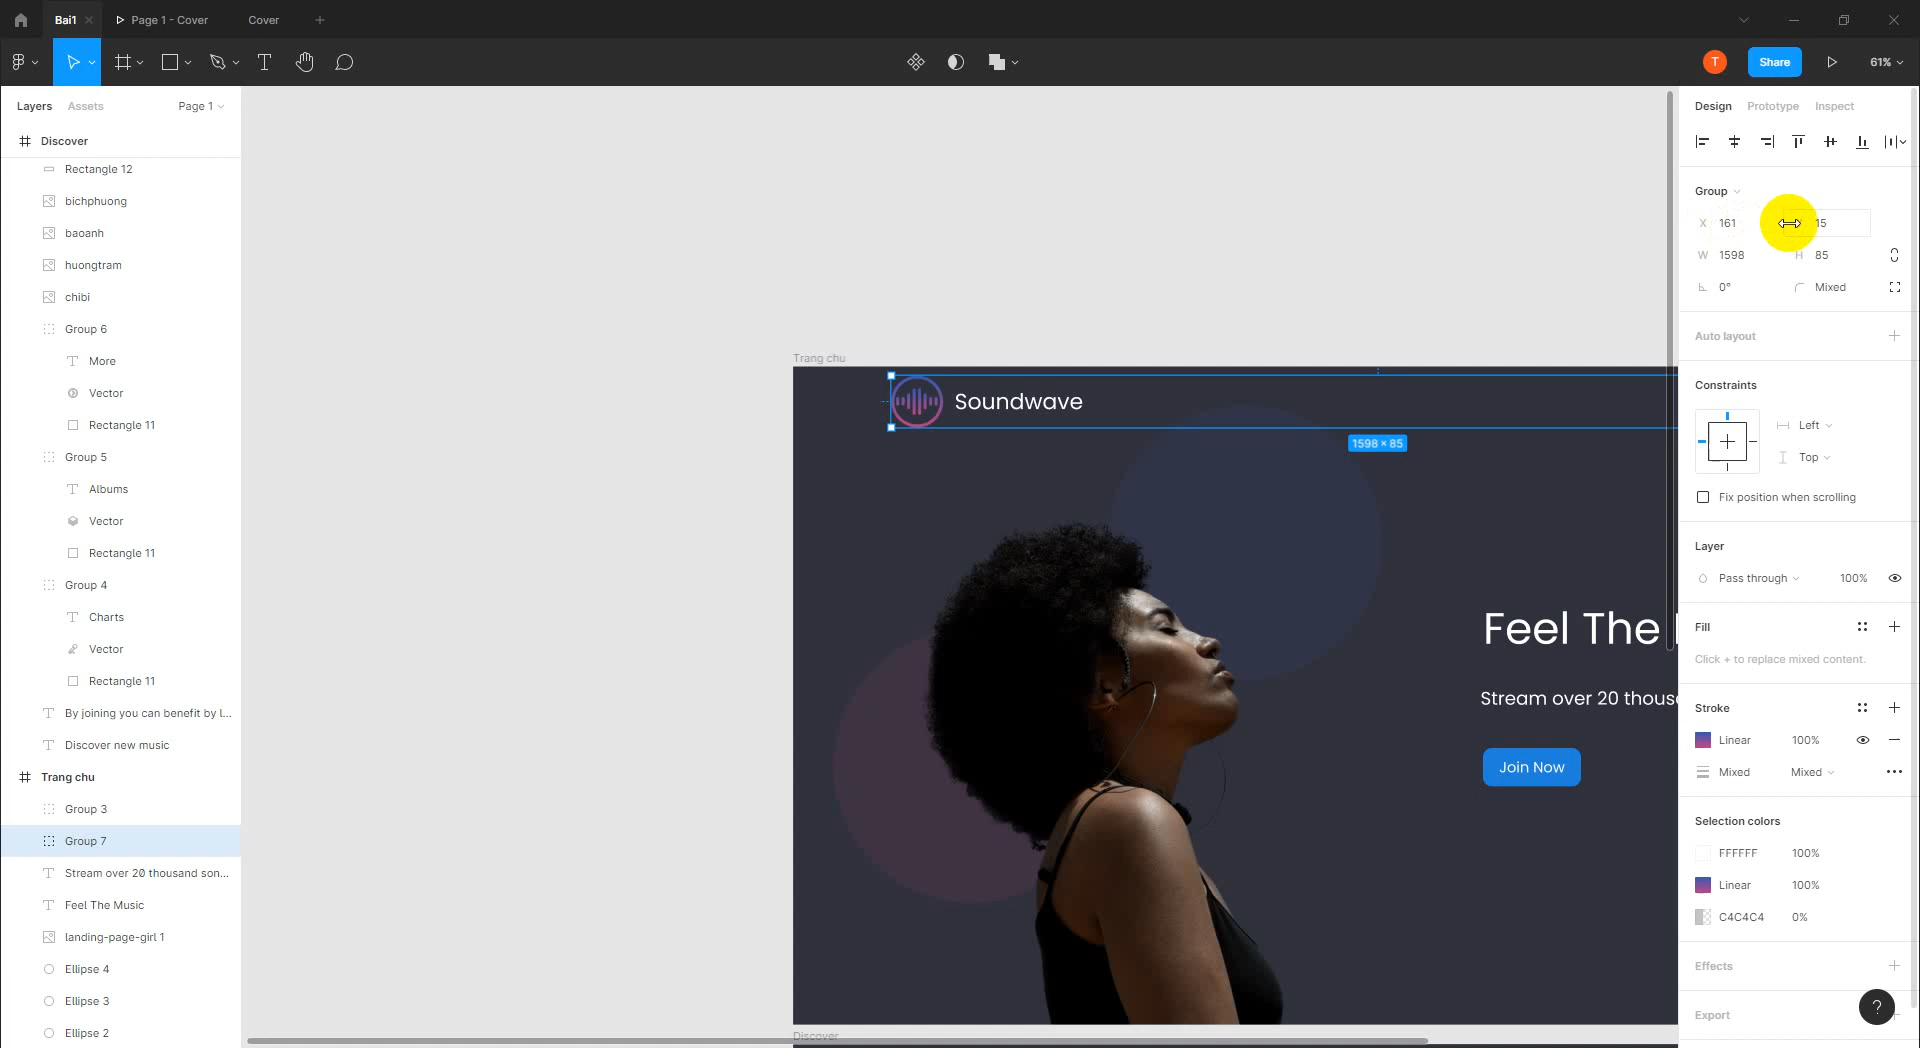 Bai1
Page 1 - Cover
Cover
T
Share
61%
Layers
Assets
Page 1
Discover
Rectangle 12
bichphuong
baoanh
huongtram
chibi
Group 6
More
Vector
Rectangle 11
Group 5
Albums
Vector
Rectangle 11
Group 4
Charts
Vector
Rectangle 11
By joining you can benefit by l...
Discover new music
Trang chu
Group 3
Group 7
Stream over 20 thousand son...
Feel The Music
landing-page-girl 1
Ellipse 4
Ellipse 3
Ellipse 2
Trang chu
Soundwave
1598 × 85
Feel The
Stream over 20 thous
Join Now
Discover
Design
Prototype
Inspect
Group
X 161
15
W 1598
H 85
0°
Mixed
Auto layout
Constraints
Left
Top
Fix position when scrolling
Layer
Pass through
100%
Fill
Click + to replace mixed content.
Stroke
Linear
100%
Mixed
Mixed
Selection colors
FFFFFF
100%
Linear
100%
C4C4C4
0%
Effects
Export
?